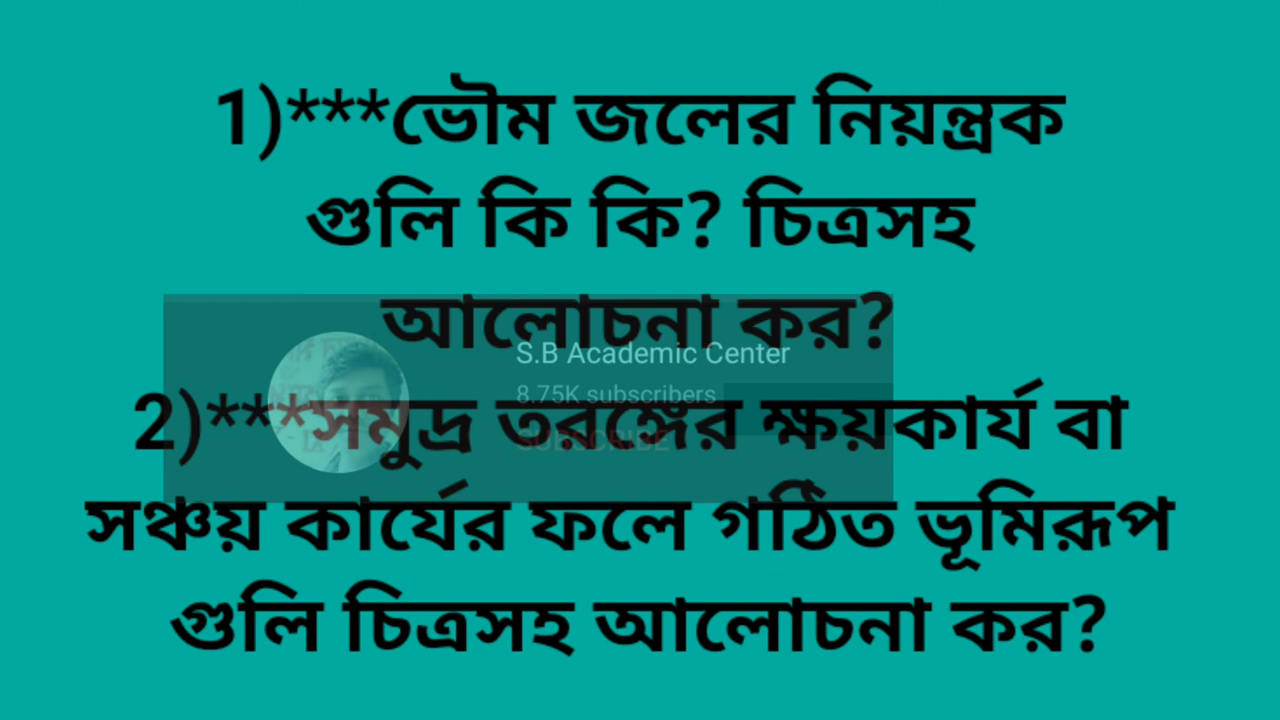 1)***ভৌম জলের নিয়ন্ত্রক
গুলি কি কি? চিত্রসহ
আলোচনা কর?
S.B Academic Center
8.75K subscribers
2)***সমুদ্র তরঙ্গের ক্ষয়কার্য বা
SUBSCRIBE
সঞ্চয় কার্যের ফলে গঠিত ভূমিরূপ
গুলি চিত্রসহ আলোচনা কর?